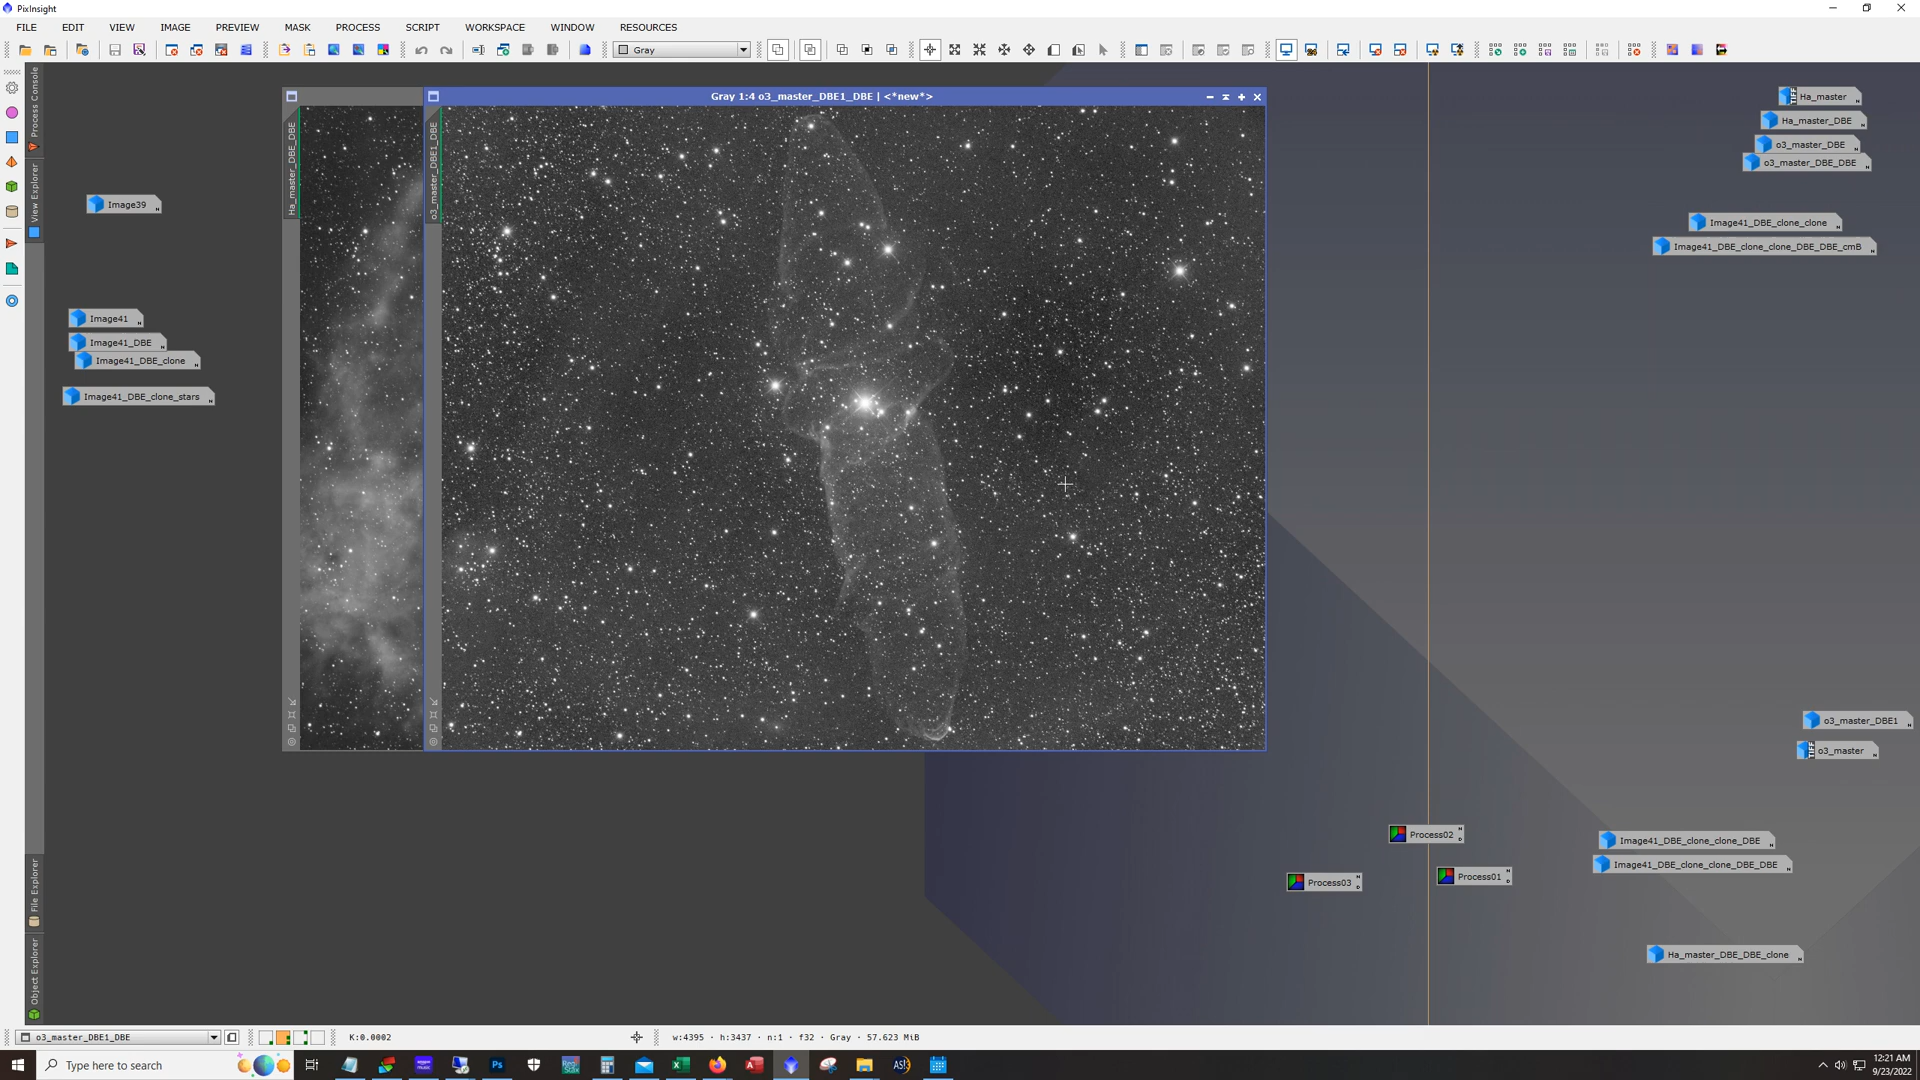 PixInsight
FILE EDIT VIEW IMAGE PREVIEW MASK PROCESS SCRIPT WORKSPACE WINDOW RESOURCES
Gray
Process Console
View Explorer
File Explorer
Object Explorer
Image39
Image41
Image41_DBE
Image41_DBE_clone
Image41_DBE_clone_stars
Ha_master_DBE_DBE
Gray 1:4 o3_master_DBE1_DBE | <*new*>
o3_master_DBE1_DBE
Ha_master
Ha_master_DBE
o3_master_DBE
o3_master_DBE_DBE
Image41_DBE_clone_clone
Image41_DBE_clone_clone_DBE_DBE_cmB
o3_master_DBE1
o3_master
Process02
Process01
Process03
Image41_DBE_clone_clone_DBE
Image41_DBE_clone_clone_DBE_DBE
Ha_master_DBE_DBE_clone
o3_master_DBE1_DBE
K:0.0002
w:4395 · h:3437 · n:1 · f32 · Gray · 57.623 MiB
Type here to search
Ps
12:21 AM
9/23/2022